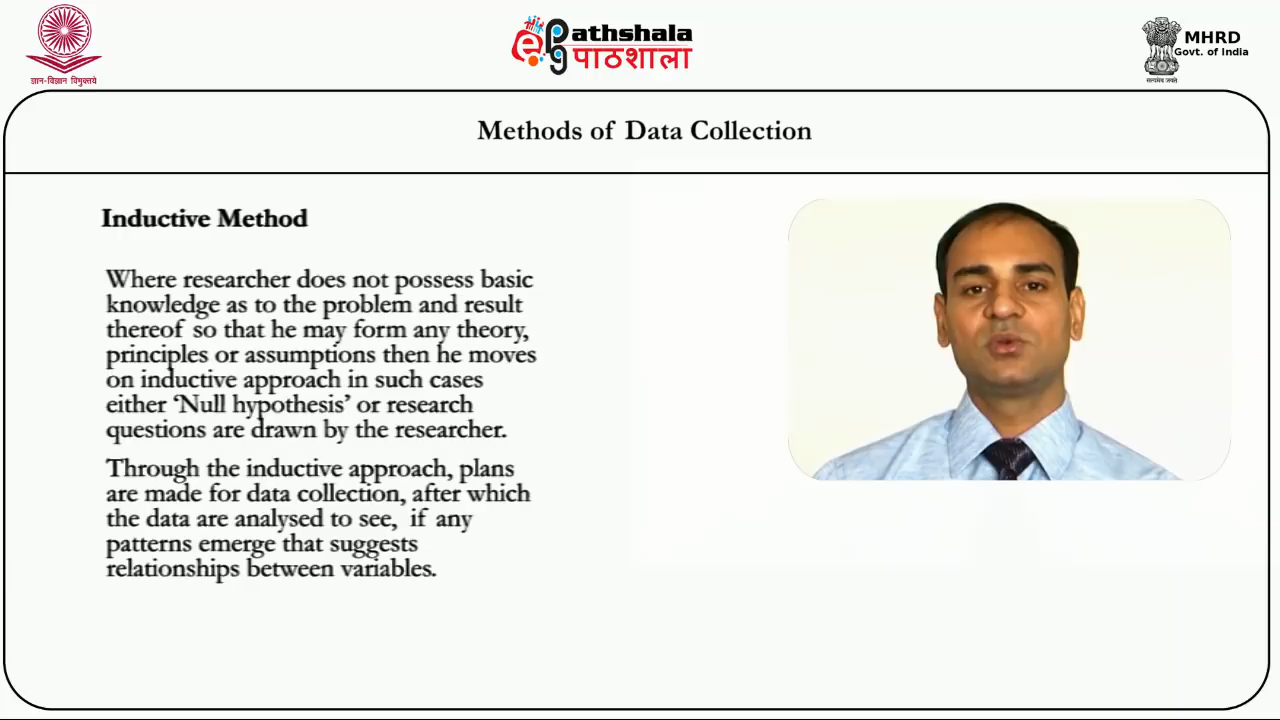 ज्ञान-विज्ञान विमुक्तये
e
pg
athshala
पाठशाला
सत्यमेव जयते
MHRD
Govt. of India
Methods of Data Collection
Inductive Method
Where researcher does not possess basic
knowledge as to the problem and result
thereof so that he may form any theory,
principles or assumptions then he moves
on inductive approach in such cases
either ‘Null hypothesis’ or research
questions are drawn by the researcher.
Through the inductive approach, plans
are made for data collection, after which
the data are analysed to see, if any
patterns emerge that suggests
relationships between variables.